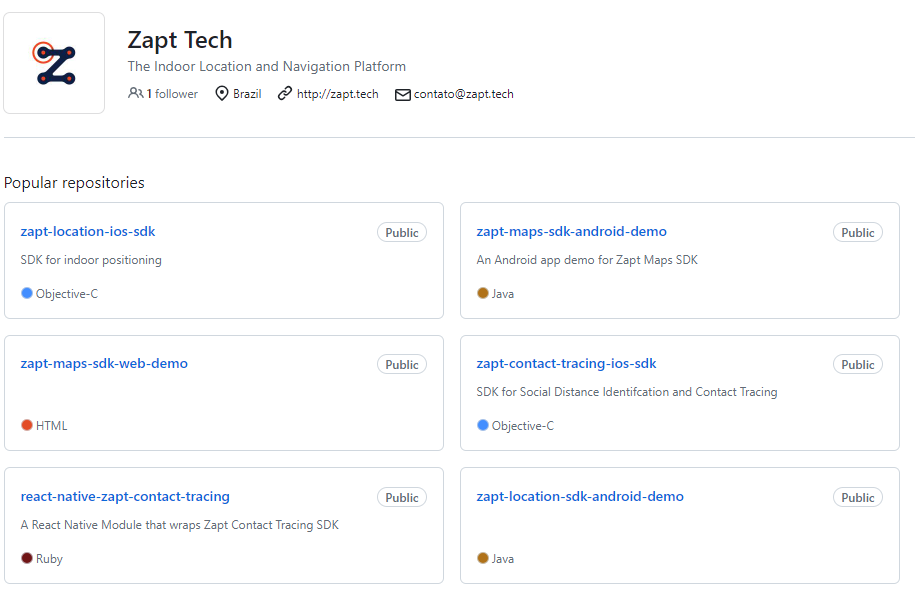 Zapt Tech
The Indoor Location and Navigation Platform
1 follower Brazil http://zapt.tech contato@zapt.tech
Popular repositories
zapt-location-ios-sdk Public
SDK for indoor positioning
Objective-C
zapt-maps-sdk-android-demo Public
An Android app demo for Zapt Maps SDK
Java
zapt-maps-sdk-web-demo Public
HTML
zapt-contact-tracing-ios-sdk Public
SDK for Social Distance Identifcation and Contact Tracing
Objective-C
react-native-zapt-contact-tracing Public
A React Native Module that wraps Zapt Contact Tracing SDK
Ruby
zapt-location-sdk-android-demo Public
Java